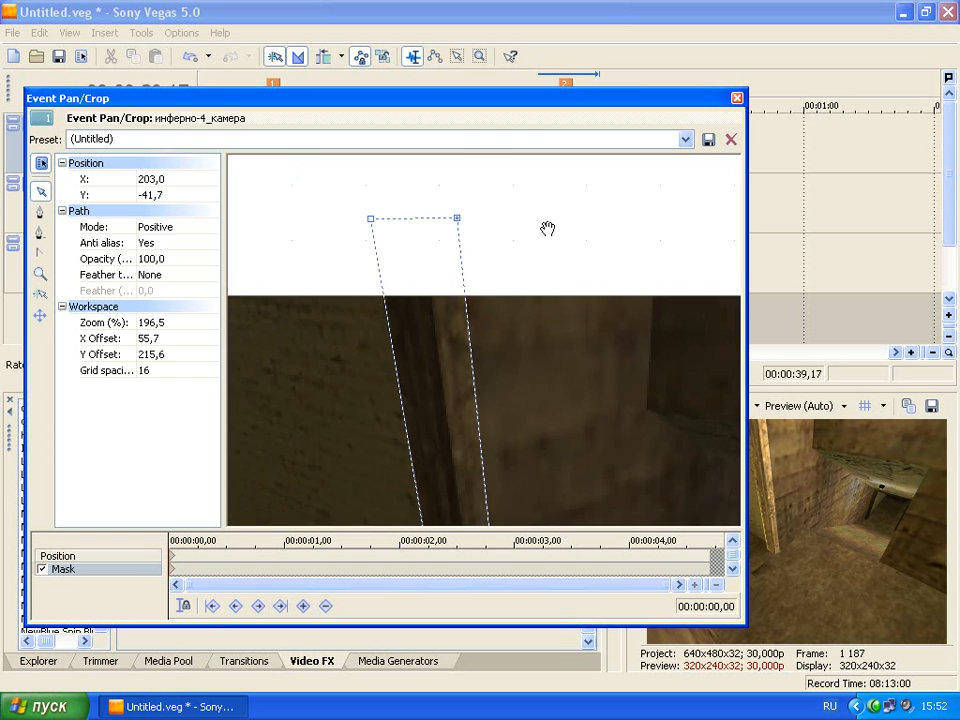 Untitled.veg * - Sony Vegas 5.0
File Edit View Insert Tools Options Help
1 2
Event Pan/Crop
1 Event Pan/Crop: инферно-4_камера
Preset: (Untitled)
00:01:00
Position
X: 203,0
Y: -41,7
Path
Mode: Positive
Anti alias: Yes
Opacity (... 100,0
Feather t... None
Feather (... 0,0
Workspace
Zoom (%): 196,5
X Offset: 55,7
Y Offset: 215,6
Grid spaci... 16
00:00:39,17
Preview (Auto)
00:00:00,00 00:00:01,00 00:00:02,00 00:00:03,00 00:00:04,00
Position
Mask
00:00:00,00
Explorer Trimmer Media Pool Transitions Video FX Media Generators
Project: 640x480x32; 30,000p Frame: 1 187
Preview: 320x240x32; 30,000p Display: 320x240x32
Record Time: 08:13:00
пуск Untitled.veg * - Sony... RU 15:52